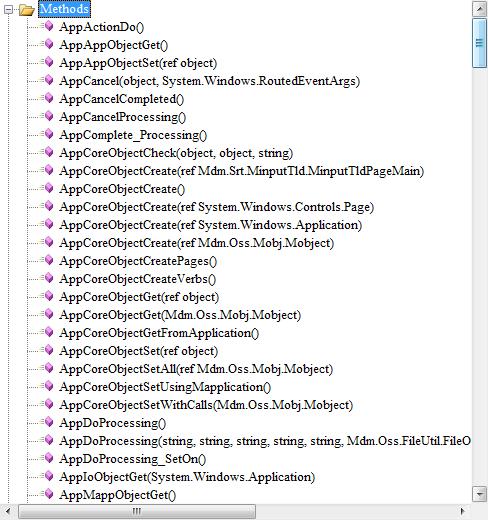 Methods
AppActionDo()
AppAppObjectGet()
AppAppObjectSet(ref object)
AppCancel(object, System.Windows.RoutedEventArgs)
AppCancelCompleted()
AppCancelProcessing()
AppComplete_Processing()
AppCoreObjectCheck(object, object, string)
AppCoreObjectCreate(ref Mdm.Srt.MinputTld.MinputTldPageMain)
AppCoreObjectCreate()
AppCoreObjectCreate(ref System.Windows.Controls.Page)
AppCoreObjectCreate(ref System.Windows.Application)
AppCoreObjectCreate(ref Mdm.Oss.Mobj.Mobject)
AppCoreObjectCreatePages()
AppCoreObjectCreateVerbs()
AppCoreObjectGet(ref object)
AppCoreObjectGet(Mdm.Oss.Mobj.Mobject)
AppCoreObjectGetFromApplication()
AppCoreObjectSet(ref object)
AppCoreObjectSetAll(ref Mdm.Oss.Mobj.Mobject)
AppCoreObjectSetUsingMapplication()
AppCoreObjectSetWithCalls(Mdm.Oss.Mobj.Mobject)
AppDoProcessing()
AppDoProcessing(string, string, string, string, string, Mdm.Oss.FileUtil.FileO
AppDoProcessing_SetOn()
AppIoObjectGet(System.Windows.Application)
AppMappObjectGet()